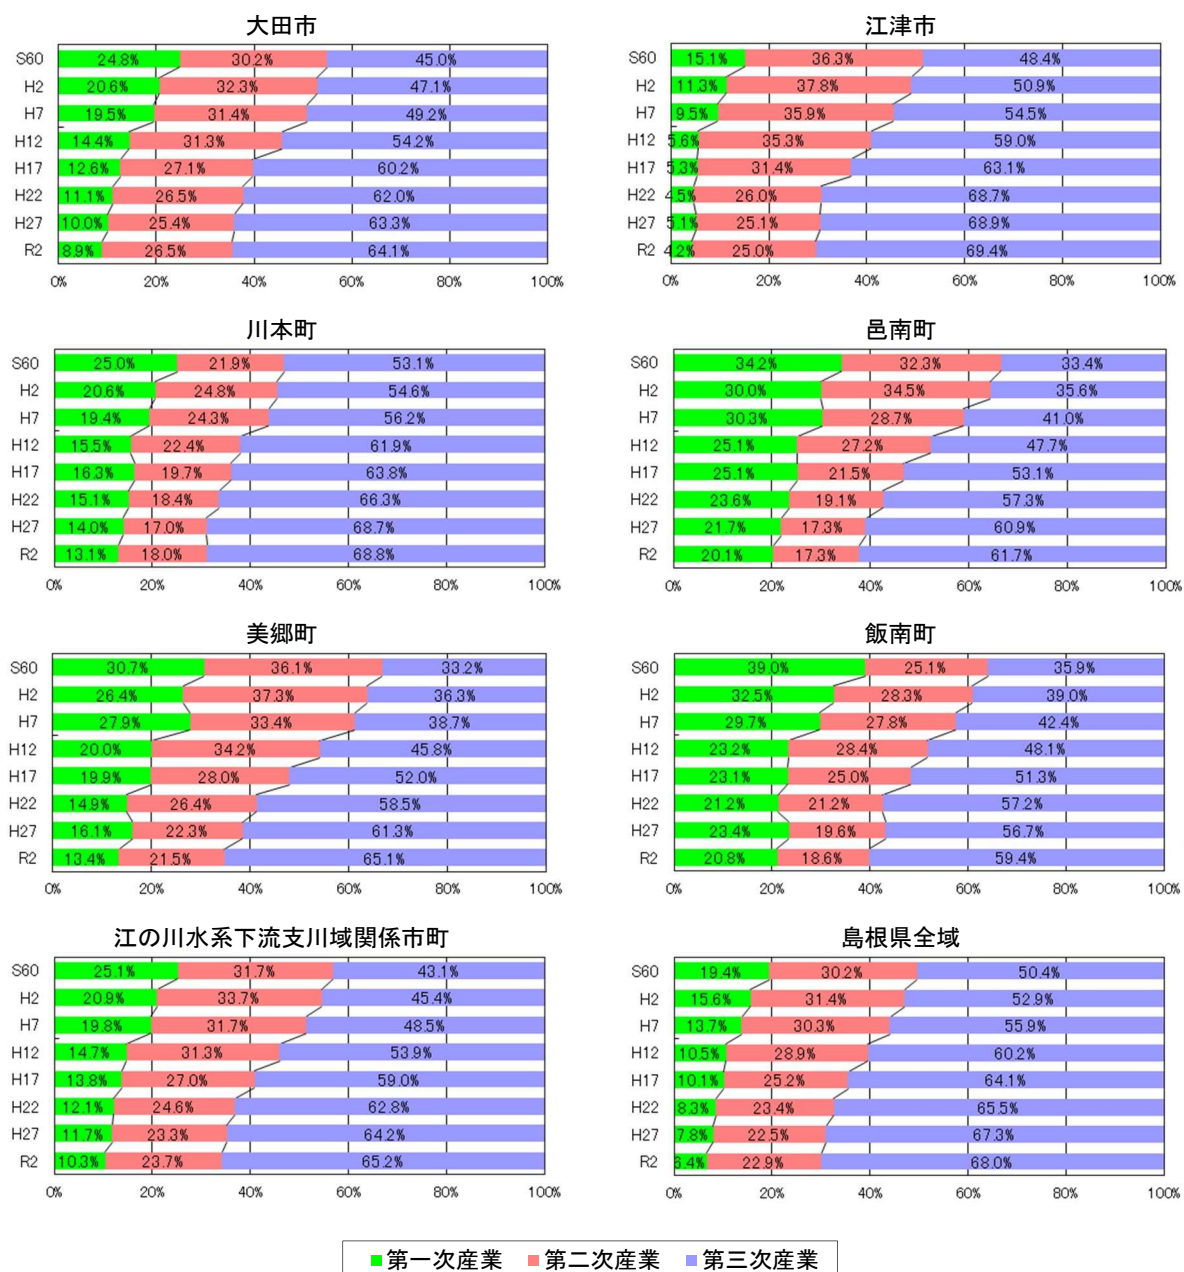 大田市
S60 24.8% 30.2% 45.0%
H2 20.6% 32.3% 47.1%
H7 19.5% 31.4% 49.2%
H12 14.4% 31.3% 54.2%
H17 12.6% 27.1% 60.2%
H22 11.1% 26.5% 62.0%
H27 10.0% 25.4% 63.3%
R2 8.9% 26.5% 64.1%
0% 20% 40% 60% 80% 100%
江津市
S60 15.1% 36.3% 48.4%
H2 11.3% 37.8% 50.9%
H7 9.5% 35.9% 54.5%
H12 5.6% 35.3% 59.0%
H17 5.3% 31.4% 63.1%
H22 4.5% 26.0% 68.7%
H27 5.1% 25.1% 68.9%
R2 4.2% 25.0% 69.4%
0% 20% 40% 60% 80% 100%
川本町
S60 25.0% 21.9% 53.1%
H2 20.6% 24.8% 54.6%
H7 19.4% 24.3% 56.2%
H12 15.5% 22.4% 61.9%
H17 16.3% 19.7% 63.8%
H22 15.1% 18.4% 66.3%
H27 14.0% 17.0% 68.7%
R2 13.1% 18.0% 68.8%
0% 20% 40% 60% 80% 100%
邑南町
S60 34.2% 32.3% 33.4%
H2 30.0% 34.5% 35.6%
H7 30.3% 28.7% 41.0%
H12 25.1% 27.2% 47.7%
H17 25.1% 21.5% 53.1%
H22 23.6% 19.1% 57.3%
H27 21.7% 17.3% 60.9%
R2 20.1% 17.3% 61.7%
0% 20% 40% 60% 80% 100%
美郷町
S60 30.7% 36.1% 33.2%
H2 26.4% 37.3% 36.3%
H7 27.9% 33.4% 38.7%
H12 20.0% 34.2% 45.8%
H17 19.9% 28.0% 52.0%
H22 14.9% 26.4% 58.5%
H27 16.1% 22.3% 61.3%
R2 13.4% 21.5% 65.1%
0% 20% 40% 60% 80% 100%
飯南町
S60 39.0% 25.1% 35.9%
H2 32.5% 28.3% 39.0%
H7 29.7% 27.8% 42.4%
H12 23.2% 28.4% 48.1%
H17 23.1% 25.0% 51.3%
H22 21.2% 21.2% 57.2%
H27 23.4% 19.6% 56.7%
R2 20.8% 18.6% 59.4%
0% 20% 40% 60% 80% 100%
江の川水系下流支川域関係市町
S60 25.1% 31.7% 43.1%
H2 20.9% 33.7% 45.4%
H7 19.8% 31.7% 48.5%
H12 14.7% 31.3% 53.9%
H17 13.8% 27.0% 59.0%
H22 12.1% 24.6% 62.8%
H27 11.7% 23.3% 64.2%
R2 10.3% 23.7% 65.2%
0% 20% 40% 60% 80% 100%
島根県全域
S60 19.4% 30.2% 50.4%
H2 15.6% 31.4% 52.9%
H7 13.7% 30.3% 55.9%
H12 10.5% 28.9% 60.2%
H17 10.1% 25.2% 64.1%
H22 8.3% 23.4% 65.5%
H27 7.8% 22.5% 67.3%
R2 6.4% 22.9% 68.0%
0% 20% 40% 60% 80% 100%
第一次産業 第二次産業 第三次産業